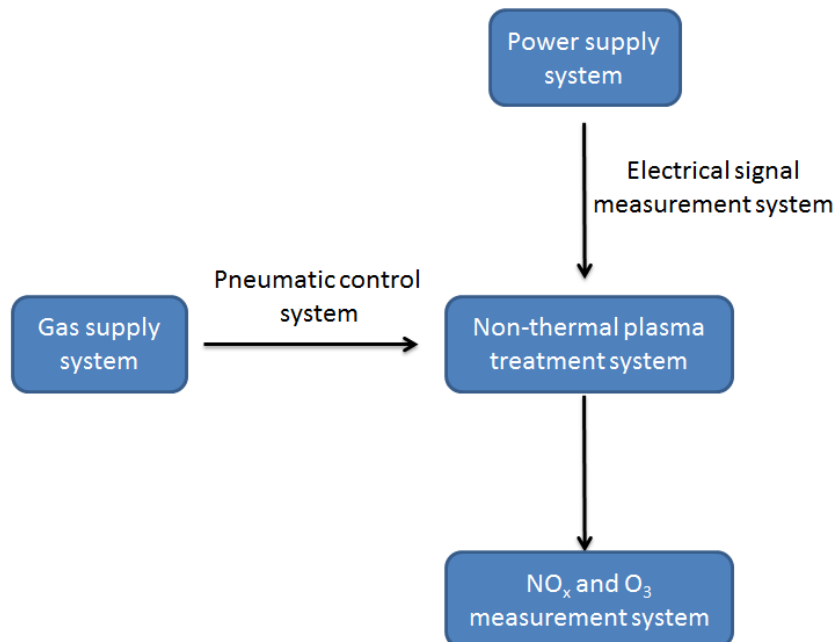 Power supply
system
Electrical signal
measurement system
Pneumatic control
system
Gas supply
system
Non-thermal plasma
treatment system
NOₓ and O₃
measurement system